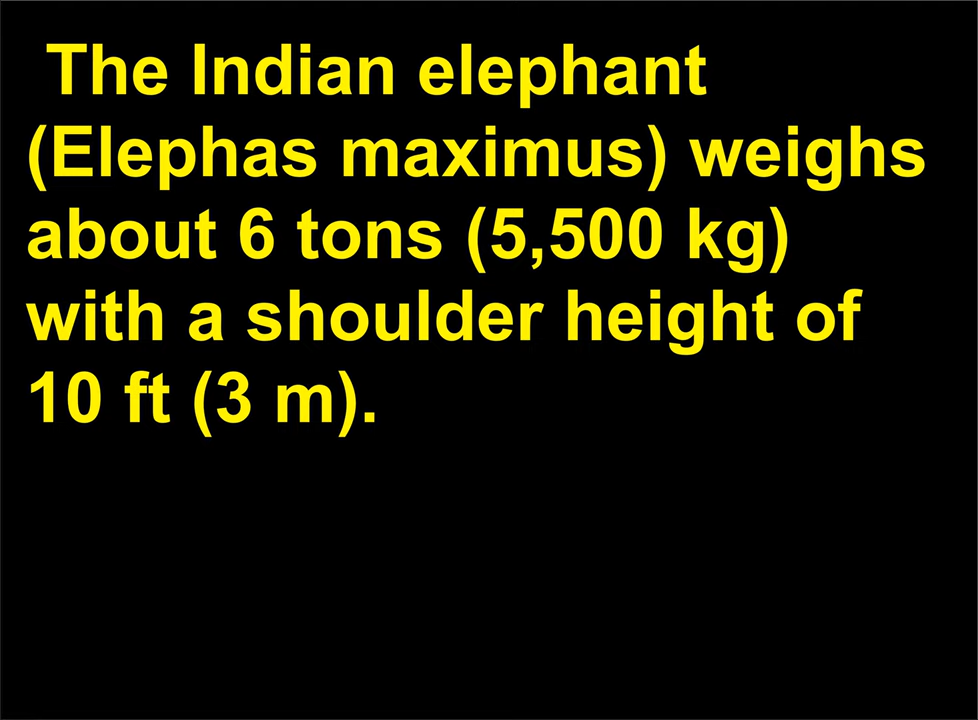 The Indian elephant
(Elephas maximus) weighs
about 6 tons (5,500 kg)
with a shoulder height of
10 ft (3 m).